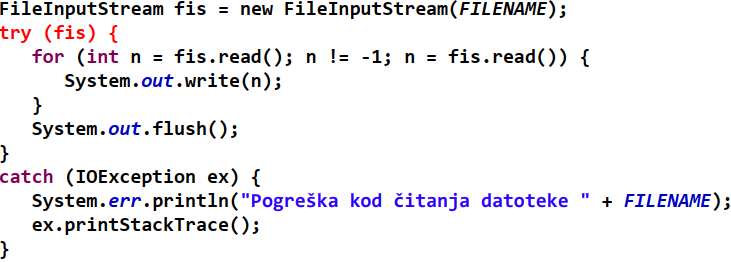 FileInputStream fis = new FileInputStream(FILENAME);
try (fis) {
for (int n = fis.read(); n != -1; n = fis.read()) {
System.out.write(n);
}
System.out.flush();
}
catch (IOException ex) {
System.err.println("Pogreška kod čitanja datoteke " + FILENAME);
ex.printStackTrace();
}